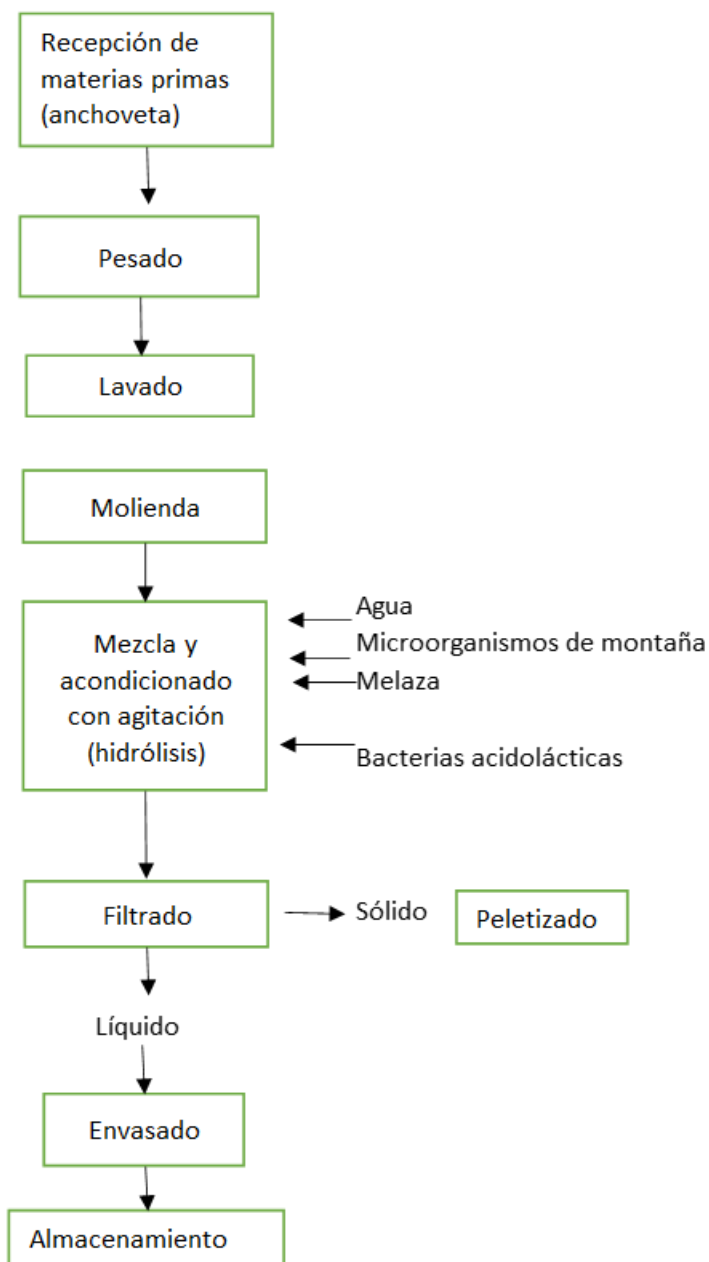 Recepción de
materias primas
(anchoveta)
Pesado
Lavado
Molienda
Mezcla y
acondicionado
con agitación
(hidrólisis)
Agua
Microorganismos de montaña
Melaza
Bacterias acidolácticas
Filtrado
Sólido
Peletizado
Líquido
Envasado
Almacenamiento